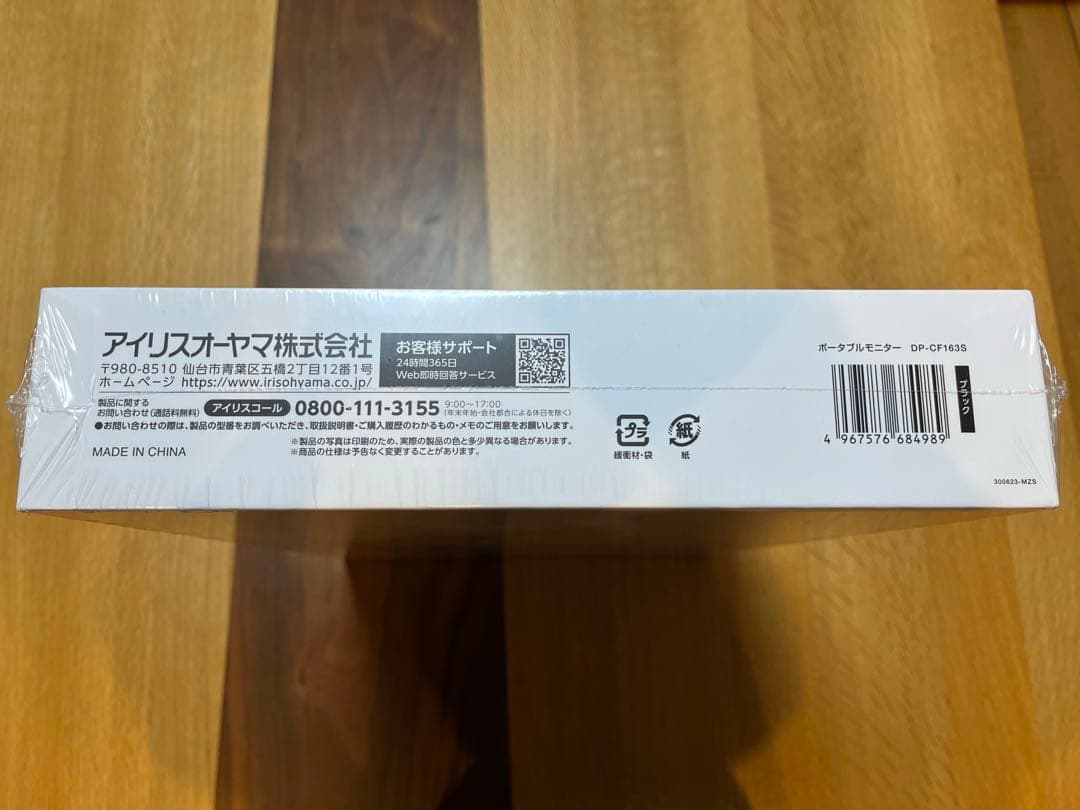 アイリスオーヤマ株式会社
〒980-8510 仙台市青葉区五橋2丁目12番1号
ホームページ https://www.irisohyama.co.jp/
お客様サポート
24時間365日
Web即時回答サービス
製品に関する
お問い合わせ(通話料無料)
アイリスコール 0800-111-3155
9:00〜17:00
(年末年始・会社都合による休日を除く)
●お問い合わせの際は、製品の型番をお調べいただき、取扱説明書・ご購入履歴のわかるもの・メモのご用意をお願いします。
※製品の写真は印刷のため、実際の製品の色と多少異なる場合があります。
※商品の仕様は予告なく変更することがあります。
MADE IN CHINA
プラ
緩衝材・袋
紙
紙
ポータブルモニター DP-CF163S
ブラック
4 967576 684989
300623-MZS